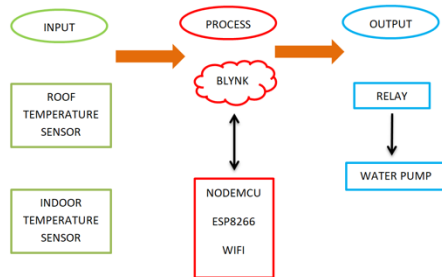 INPUT
PROCESS
OUTPUT
BLYNK
ROOF
TEMPERATURE
SENSOR
RELAY
WATER PUMP
INDOOR
TEMPERATURE
SENSOR
NODEMCU
ESP8266
WIFI